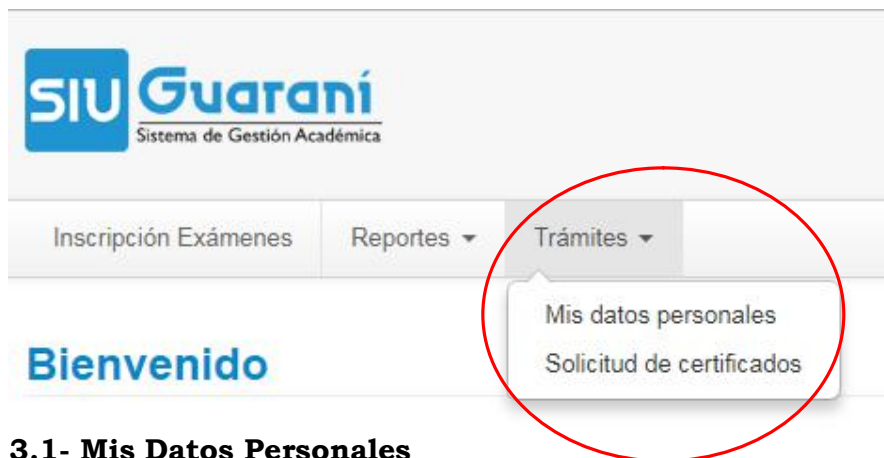 SIU Guaraní
Sistema de Gestión Académica
Inscripción Exámenes Reportes Trámites
Mis datos personales
Solicitud de certificados
Bienvenido
3.1- Mis Datos Personales